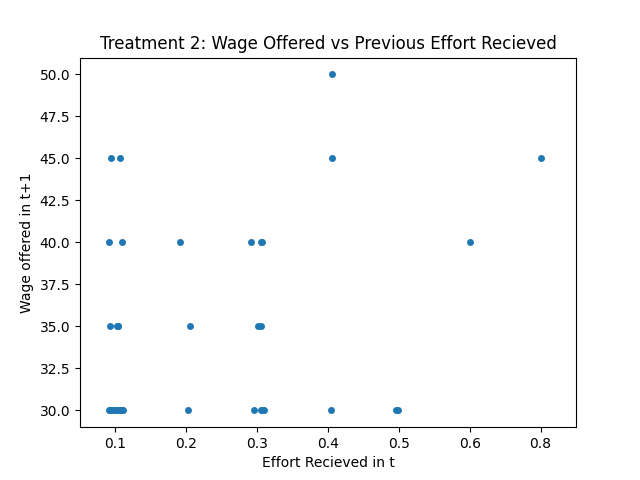 Treatment 2: Wage Offered vs Previous Effort Recieved
50.0
47.5
45.0
42.5
40.0
37.5
35.0
32.5
30.0
Wage offered in t+1
0.1 0.2 0.3 0.4 0.5 0.6 0.8
Effort Recieved in t